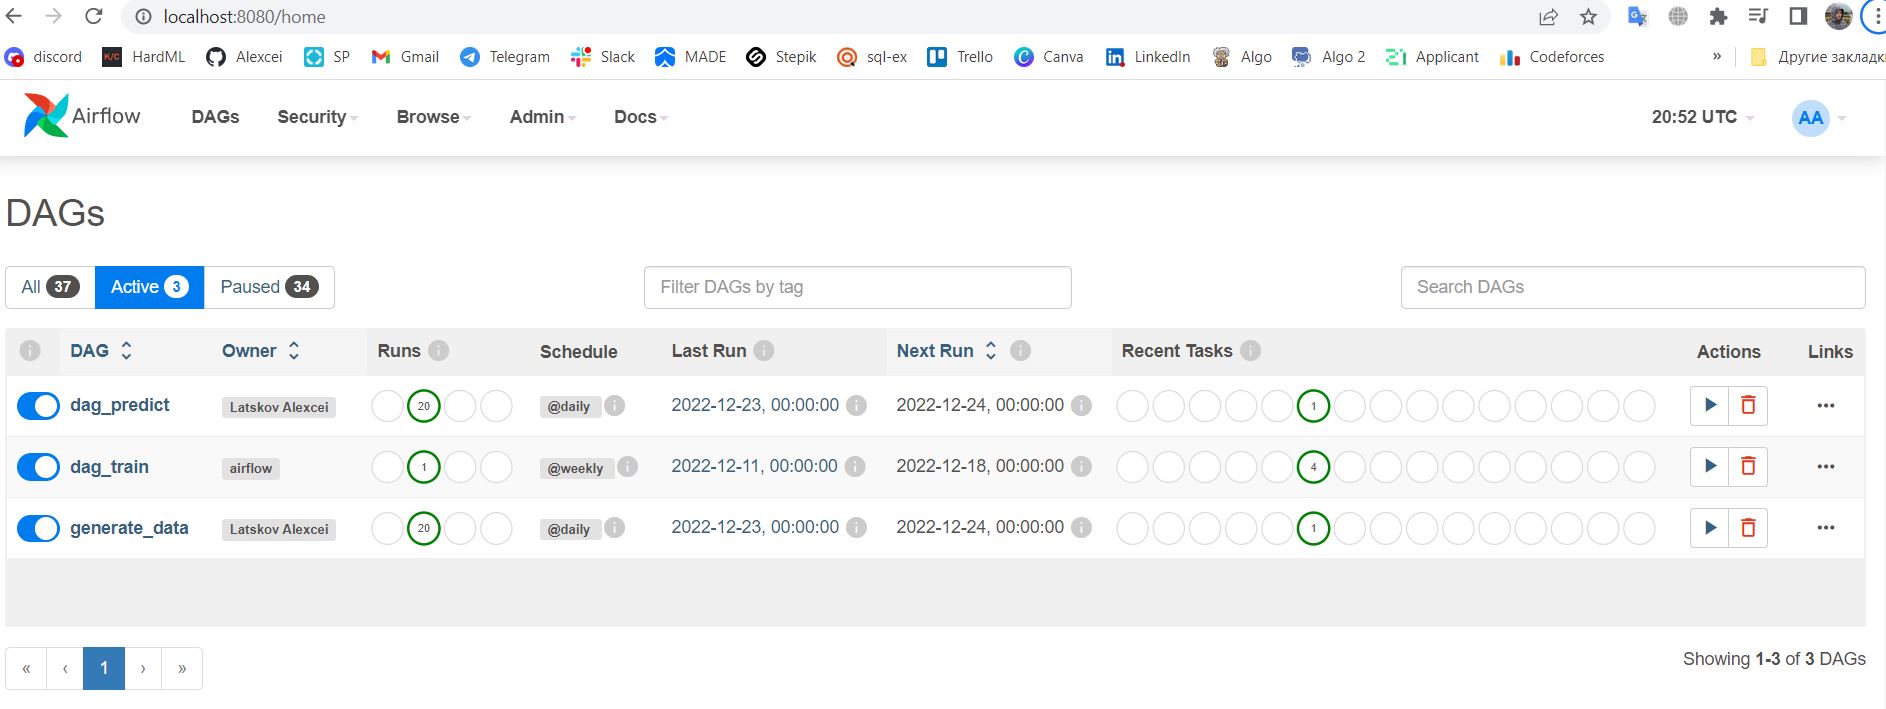 localhost:8080/home
discord HardML Alexcei SP Gmail Telegram Slack MADE Stepik sql-ex Trello Canva LinkedIn Algo Algo 2 Applicant Codeforces » Другие закладки
Airflow DAGs Security Browse Admin Docs 20:52 UTC AA
DAGs
All 37 Active 3 Paused 34 Filter DAGs by tag Search DAGs
DAG Owner Runs Schedule Last Run Next Run Recent Tasks Actions Links
dag_predict Latskov Alexcei 20 @daily 2022-12-23, 00:00:00 2022-12-24, 00:00:00 1
dag_train airflow 1 @weekly 2022-12-11, 00:00:00 2022-12-18, 00:00:00 4
generate_data Latskov Alexcei 20 @daily 2022-12-23, 00:00:00 2022-12-24, 00:00:00 1
« ‹ 1 › » Showing 1-3 of 3 DAGs